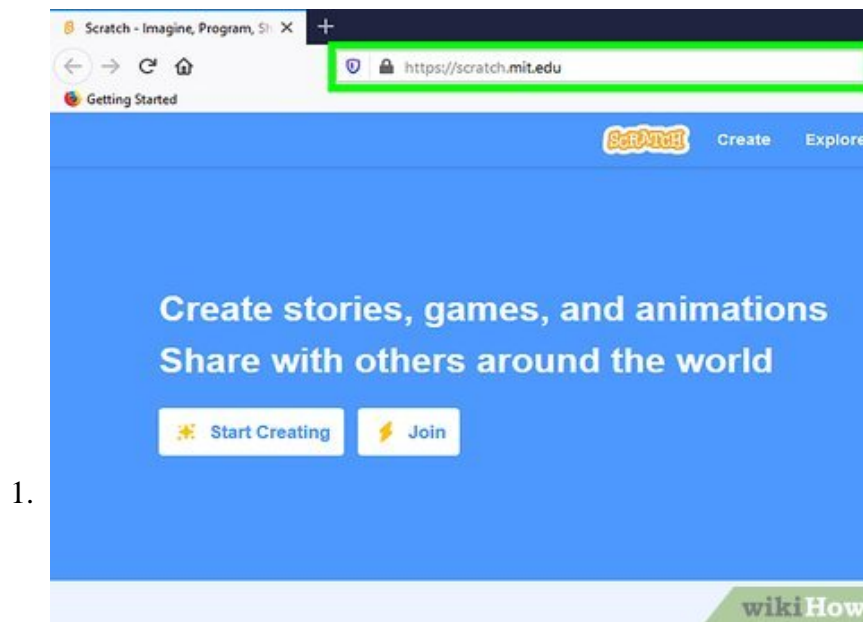 Scratch - Imagine, Program, Sh
https://scratch.mit.edu
Getting Started
SCRATCH Create Explore
Create stories, games, and animations
Share with others around the world
Start Creating Join
1.
wikiHow